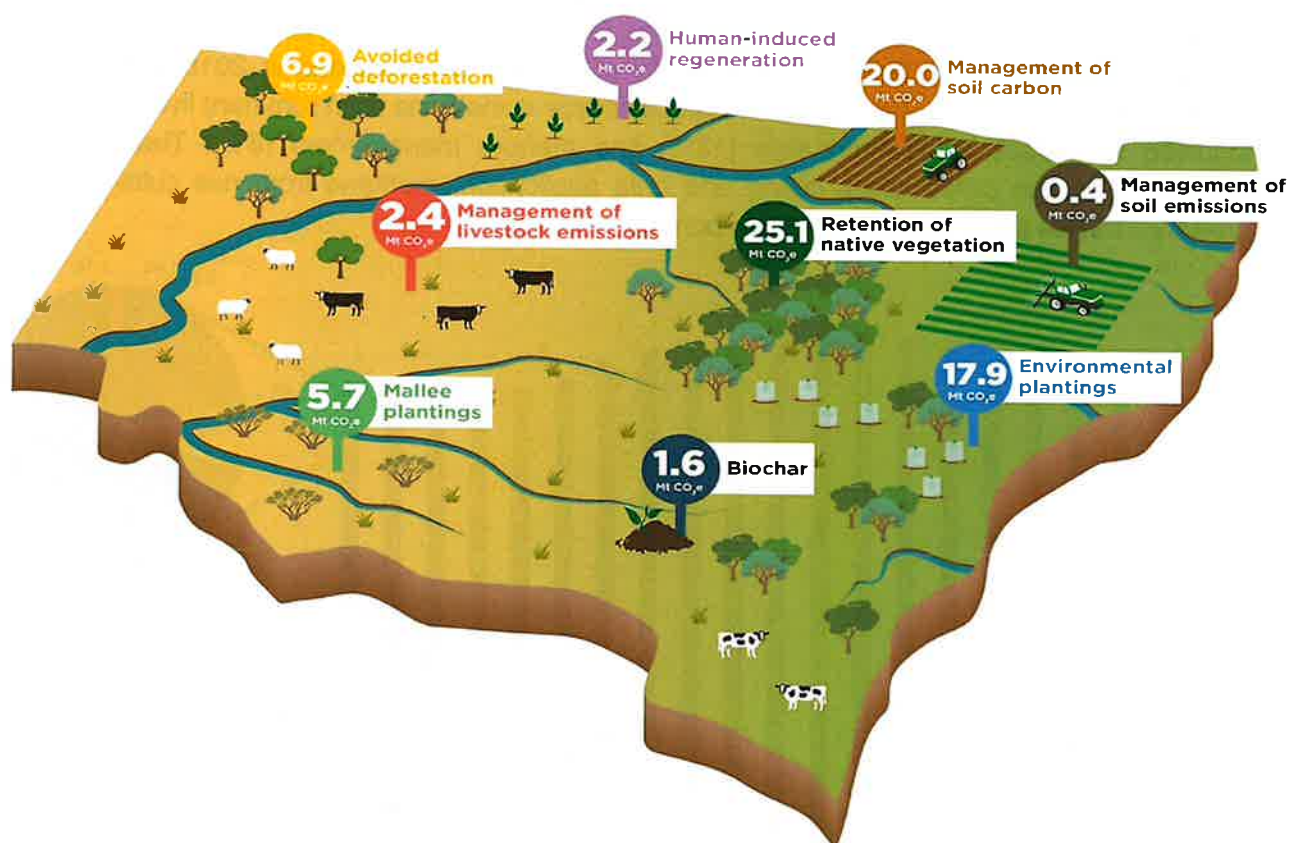 6.9
Mt CO₂e
Avoided
deforestation
2.2
Mt CO₂e
Human-induced
regeneration
20.0
Mt CO₂e
Management of
soil carbon
2.4
Mt CO₂e
Management of
livestock emissions
25.1
Mt CO₂e
Retention of
native vegetation
0.4
Mt CO₂e
Management of
soil emissions
5.7
Mt CO₂e
Mallee
plantings
17.9
Mt CO₂e
Environmental
plantings
1.6
Mt CO₂e
Biochar